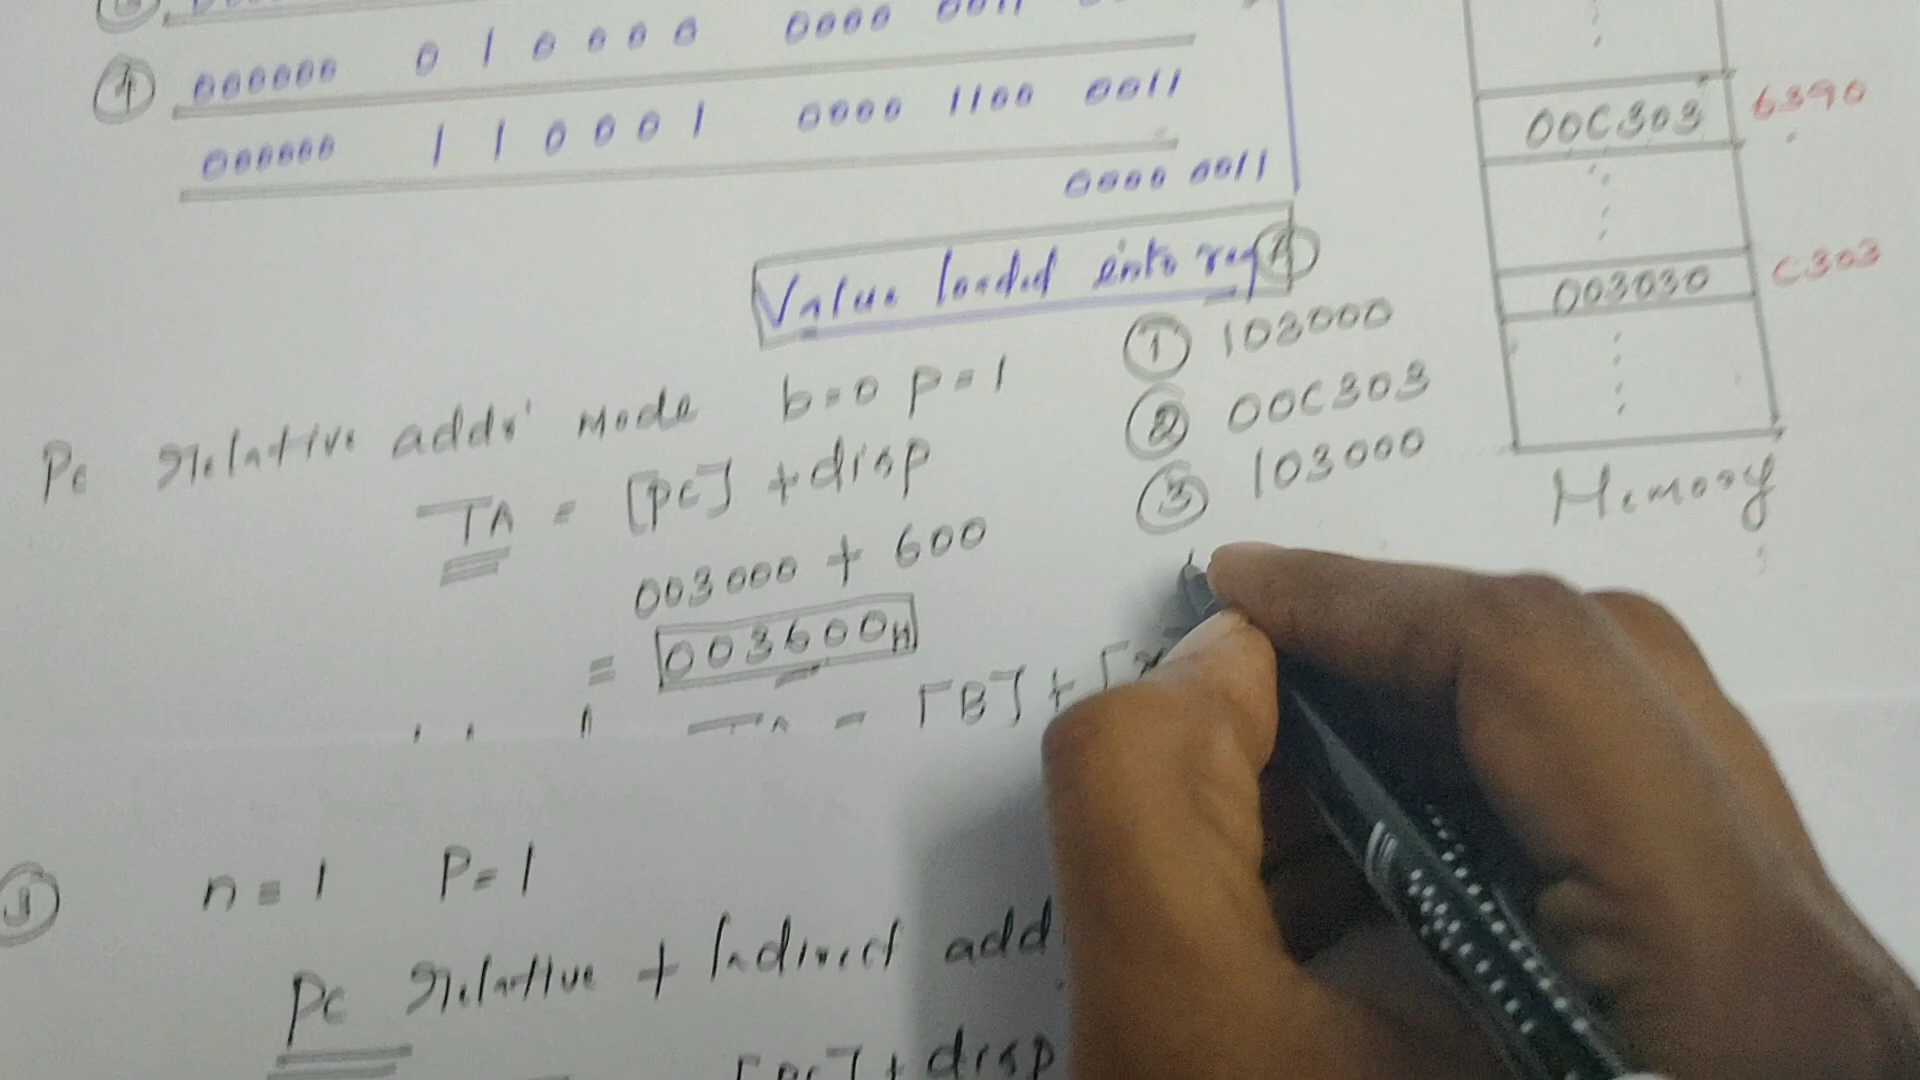 ④ 000000 0 1 0 0 0 0 0000 0011
000000 1 1 0 0 0 1 0000 1100 0011
0000 0011
Value loaded into reg A
PC relative addr' mode b=0 p=1
TA = [PC] + disp
003000 + 600
= 003600H
TA = [B] + [X
① 103000
② 00C303
③ 103000
00C303 6390
003030 C303
Memory
n=1 P=1
PC relative + Indirect add
[PC] + disp